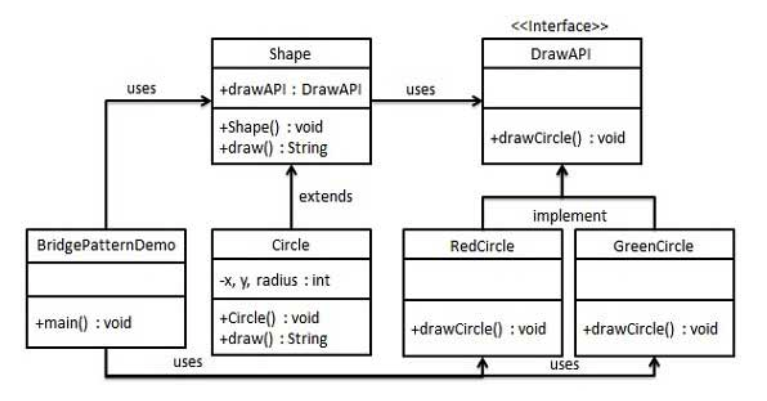 <<Interface>>
Shape
DrawAPI
+drawAPI : DrawAPI
uses
uses
+Shape() : void
+draw() : String
+drawCircle() : void
extends
implement
BridgePatternDemo
Circle
RedCircle
GreenCircle
-x, y, radius : int
+main() : void
+Circle() : void
+draw() : String
+drawCircle() : void
+drawCircle() : void
uses
uses